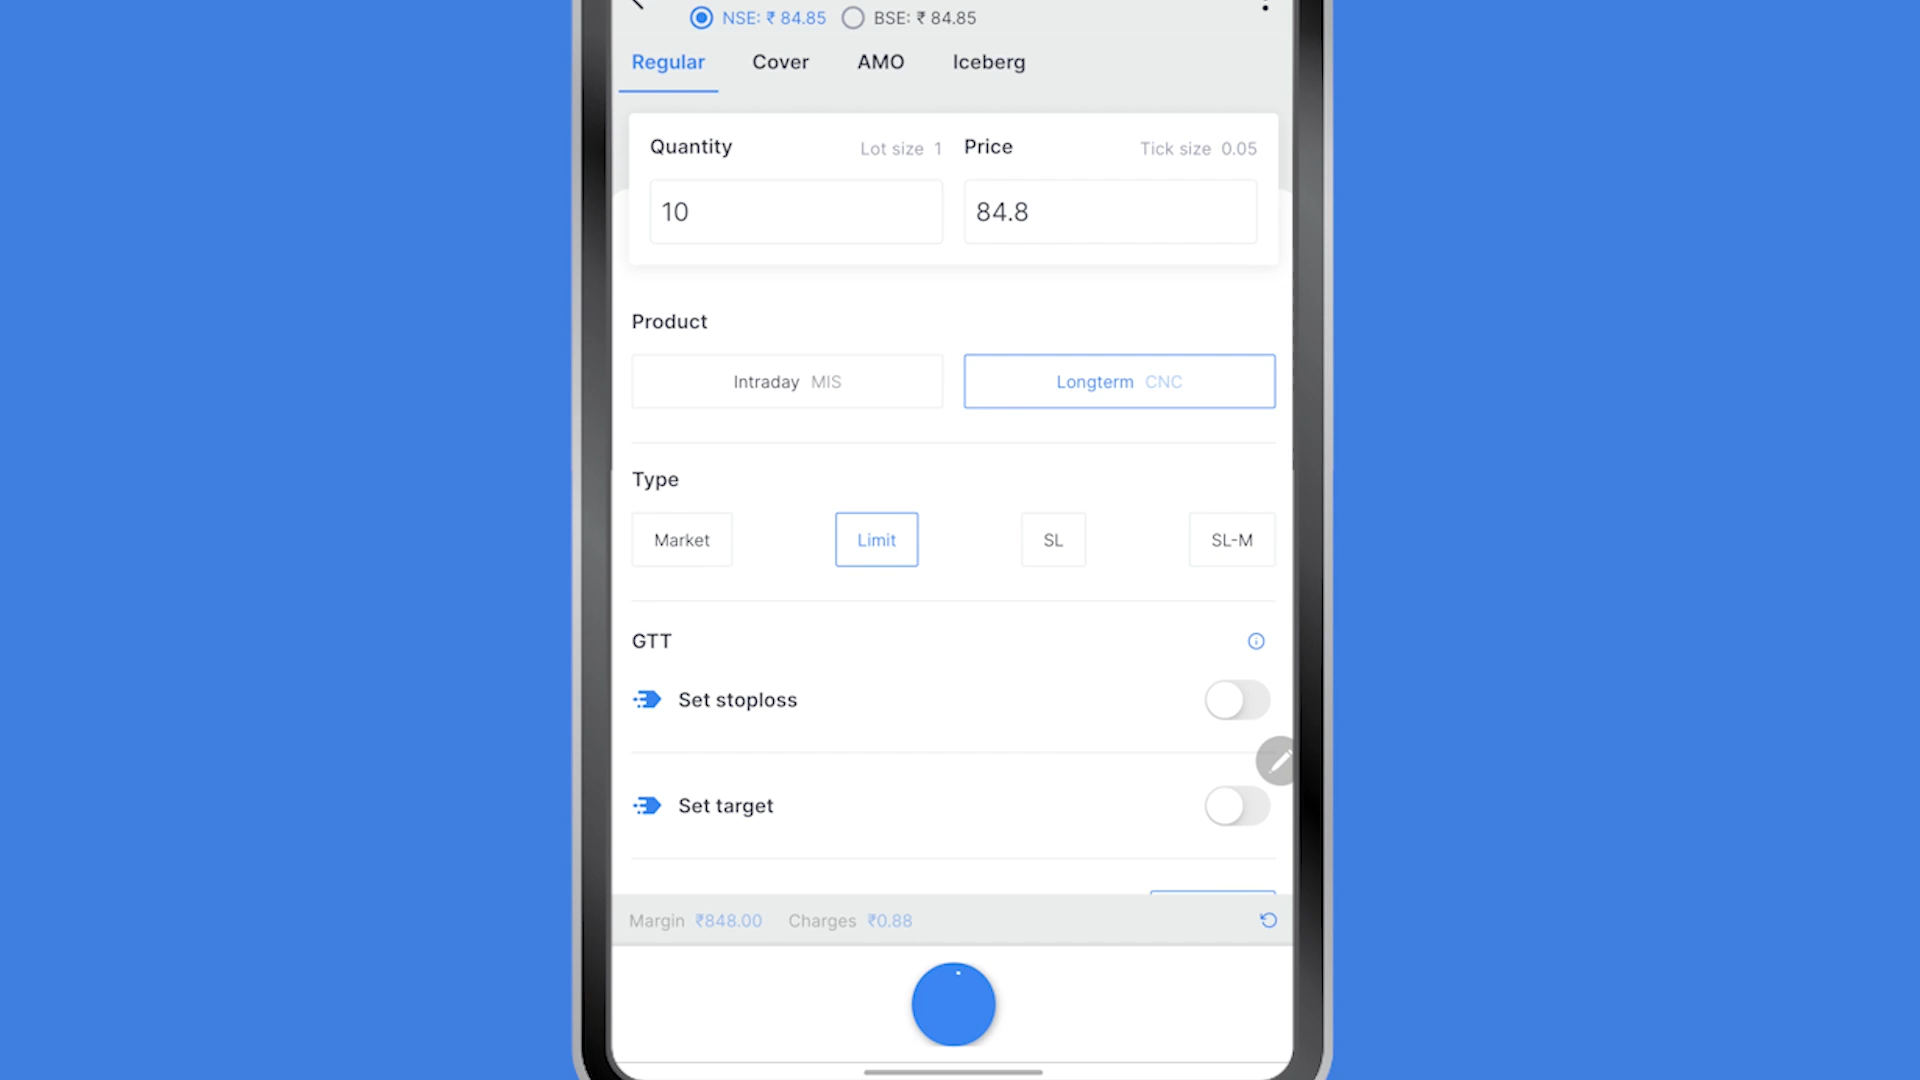 NSE: ₹ 84.85 BSE: ₹ 84.85
Regular Cover AMO Iceberg
Quantity Lot size 1 Price Tick size 0.05
10 84.8
Product
Intraday MIS Longterm CNC
Type
Market Limit SL SL-M
GTT
Set stoploss
Set target
Margin ₹848.00 Charges ₹0.88